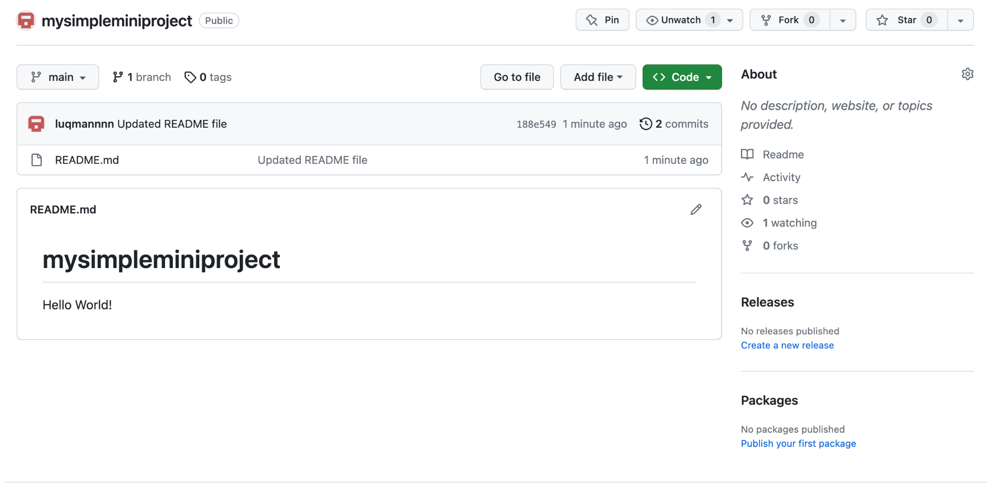 mysimpleminiproject Public Pin Unwatch 1 Fork 0 Star 0
main 1 branch 0 tags Go to file Add file Code
luqmannnn Updated README file 188e549 1 minute ago 2 commits
README.md Updated README file 1 minute ago
README.md
mysimpleminiproject
Hello World!
About
No description, website, or topics
provided.
Readme
Activity
0 stars
1 watching
0 forks
Releases
No releases published
Create a new release
Packages
No packages published
Publish your first package